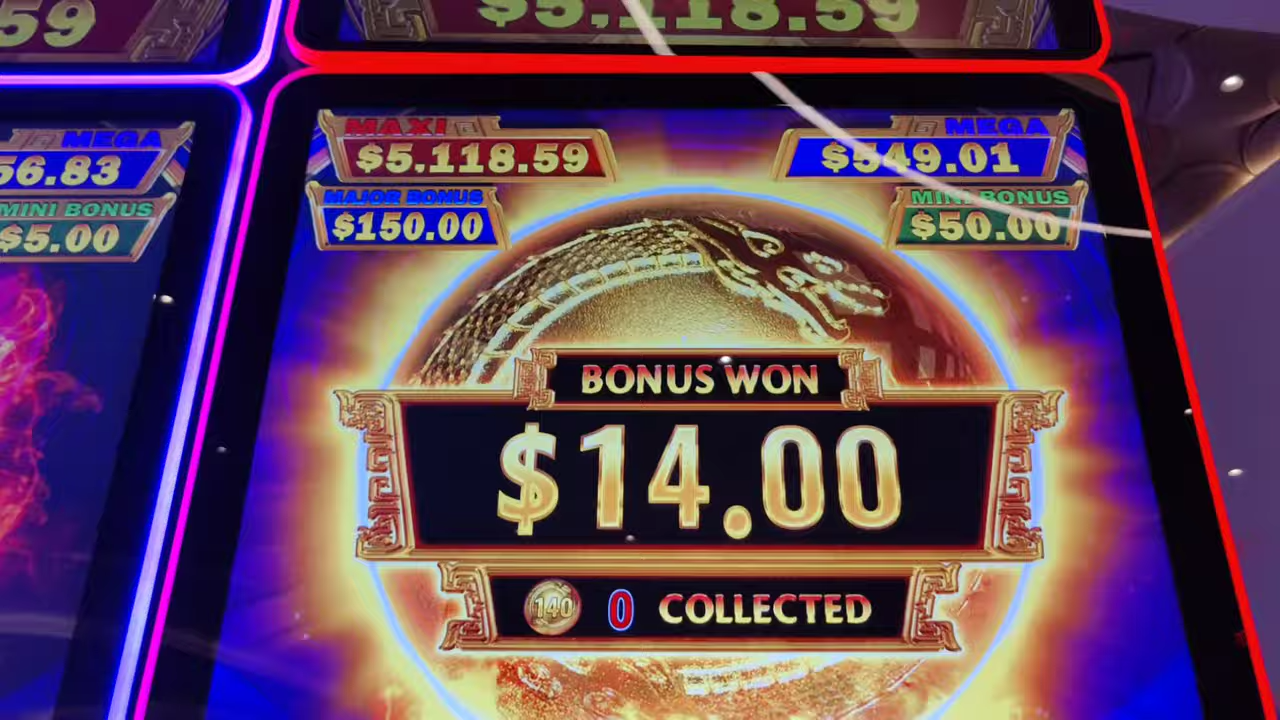 59
$5,118.59
MAXI
$5,118.59
MEGA
$549.01
MAJOR BONUS
$150.00
MINI BONUS
$50.00
MEGA
56.83
MINI BONUS
$5.00
BONUS WON
$14.00
140 0 COLLECTED